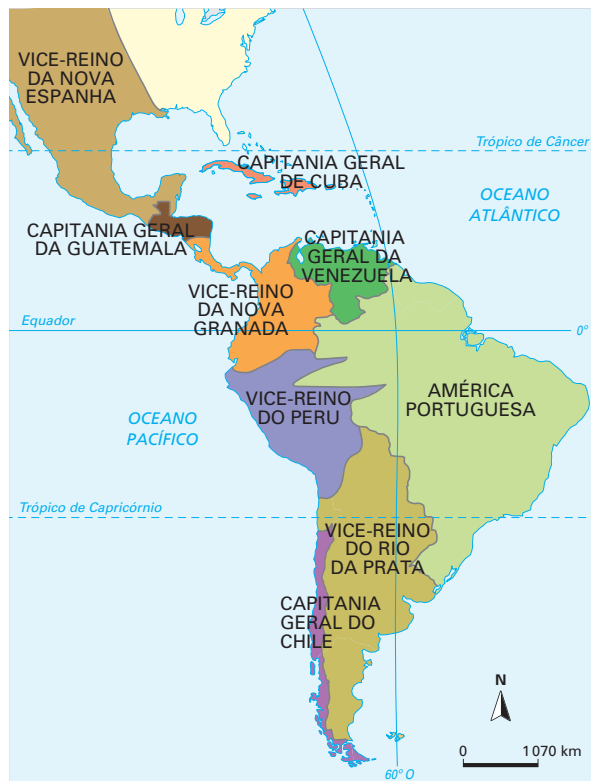 VICE-REINO
DA NOVA
ESPANHA
Trópico de Câncer
CAPITANIA GERAL
DE CUBA
OCEANO
ATLÂNTICO
CAPITANIA GERAL
DA GUATEMALA
CAPITANIA
GERAL DA
VENEZUELA
VICE-REINO
DA NOVA
GRANADA
Equador
0º
VICE-REINO
DO PERU
AMÉRICA
PORTUGUESA
OCEANO
PACÍFICO
Trópico de Capricórnio
VICE-REINO
DO RIO
DA PRATA
CAPITANIA
GERAL DO
CHILE
N
0
1 070 km
60º O